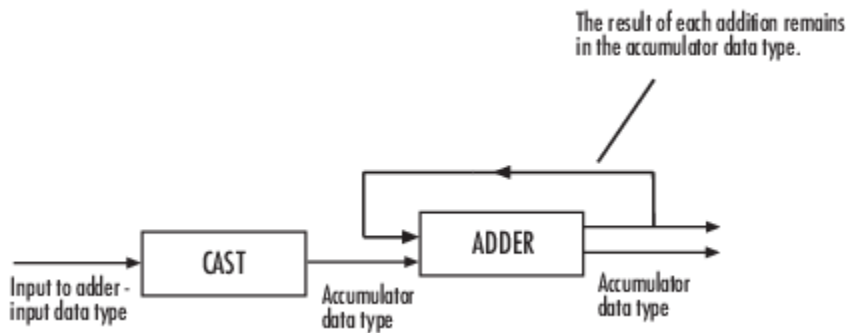 The result of each addition remains
in the accumulator data type.
CAST
ADDER
Input to adder -
input data type
Accumulator
data type
Accumulator
data type